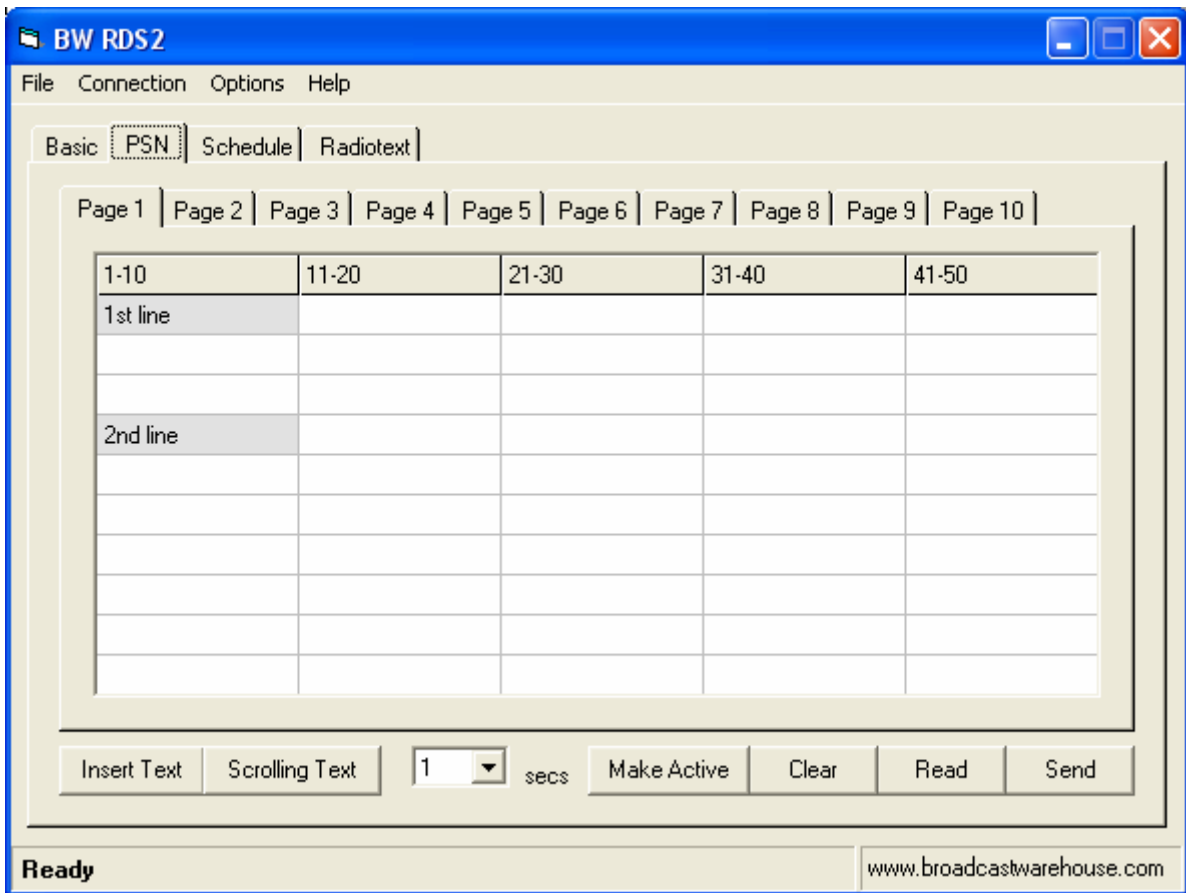 BW RDS2
File Connection Options Help
Basic PSN Schedule Radiotext
Page 1 Page 2 Page 3 Page 4 Page 5 Page 6 Page 7 Page 8 Page 9 Page 10
1-10 11-20 21-30 31-40 41-50
1st line
2nd line
Insert Text Scrolling Text 1 secs Make Active Clear Read Send
Ready www.broadcastwarehouse.com